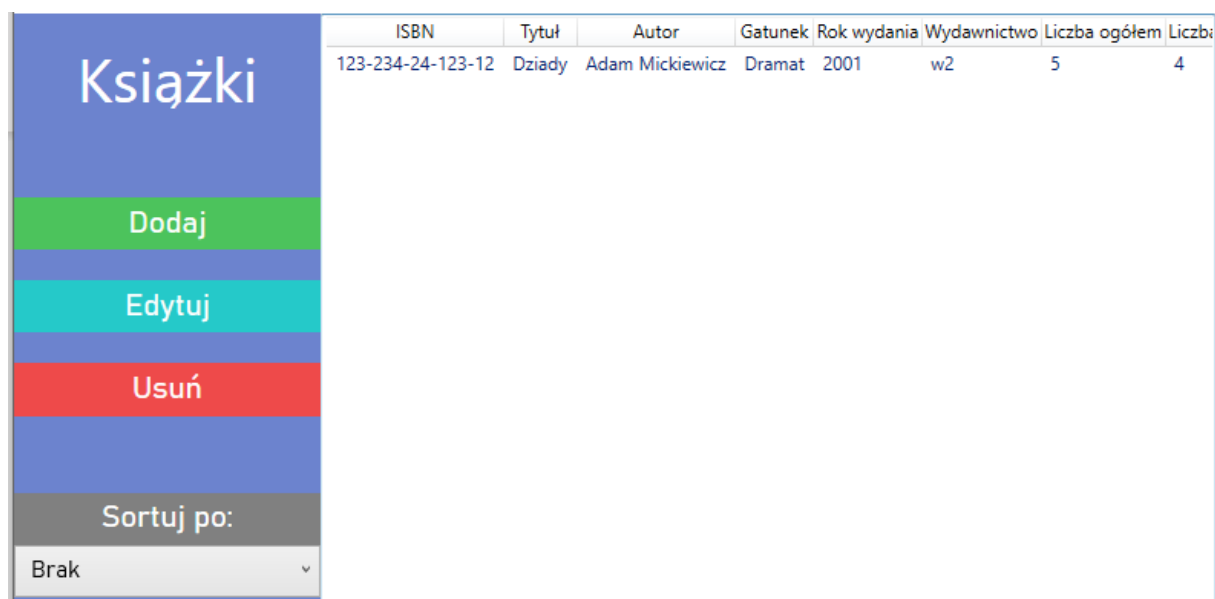 Książki
Dodaj
Edytuj
Usuń
Sortuj po:
Brak
ISBN Tytuł Autor Gatunek Rok wydania Wydawnictwo Liczba ogółem
123-234-24-123-12 Dziady Adam Mickiewicz Dramat 2001 w2 5 4